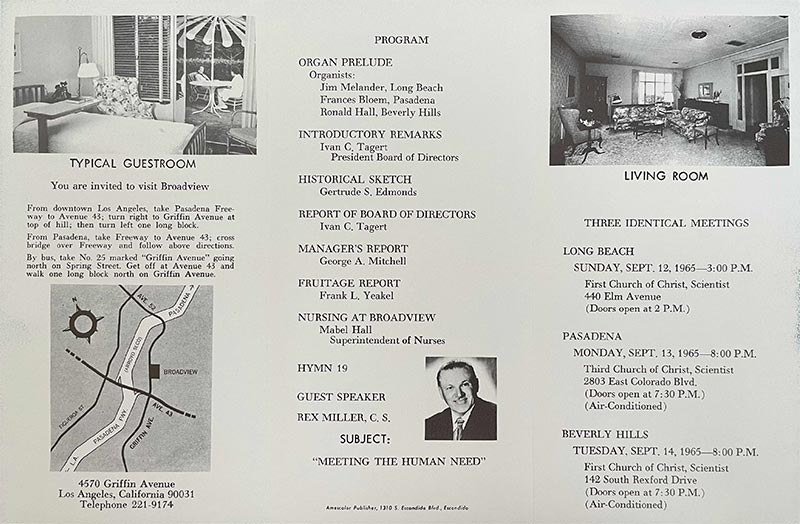 TYPICAL GUESTROOM
You are invited to visit Broadview
From downtown Los Angeles, take Pasadena Free-
way to Avenue 43; turn right to Griffin Avenue at
top of hill; then turn left one long block.
From Pasadena, take Freeway to Avenue 43; cross
bridge over Freeway and follow above directions.
By bus, take No. 25 marked "Griffin Avenue" going
north on Spring Street. Get off at Avenue 43 and
walk one long block north on Griffin Avenue.
N
AVE. 52
PASADENA
(ARROYO SECO)
BROADVIEW
FIGUEROA ST.
PASADENA FWY.
AVE. 43
GRIFFIN AVE.
L.A.
4570 Griffin Avenue
Los Angeles, California 90031
Telephone 221-9174
PROGRAM
ORGAN PRELUDE
Organists:
Jim Melander, Long Beach
Frances Bloem, Pasadena
Ronald Hall, Beverly Hills
INTRODUCTORY REMARKS
Ivan C. Tagert
President Board of Directors
HISTORICAL SKETCH
Gertrude S. Edmonds
REPORT OF BOARD OF DIRECTORS
Ivan C. Tagert
MANAGER'S REPORT
George A. Mitchell
FRUITAGE REPORT
Frank L. Yeakel
NURSING AT BROADVIEW
Mabel Hall
Superintendent of Nurses
HYMN 19
GUEST SPEAKER
REX MILLER, C. S.
SUBJECT:
"MEETING THE HUMAN NEED"
Amescolor Publisher, 1310 S. Escondido Blvd., Escondido
LIVING ROOM
THREE IDENTICAL MEETINGS
LONG BEACH
SUNDAY, SEPT. 12, 1965—3:00 P.M.
First Church of Christ, Scientist
440 Elm Avenue
(Doors open at 2 P.M.)
PASADENA
MONDAY, SEPT. 13, 1965—8:00 P.M.
Third Church of Christ, Scientist
2803 East Colorado Blvd.
(Doors open at 7:30 P.M.)
(Air-Conditioned)
BEVERLY HILLS
TUESDAY, SEPT. 14, 1965—8:00 P.M.
First Church of Christ, Scientist
142 South Rexford Drive
(Doors open at 7:30 P.M.)
(Air-Conditioned)